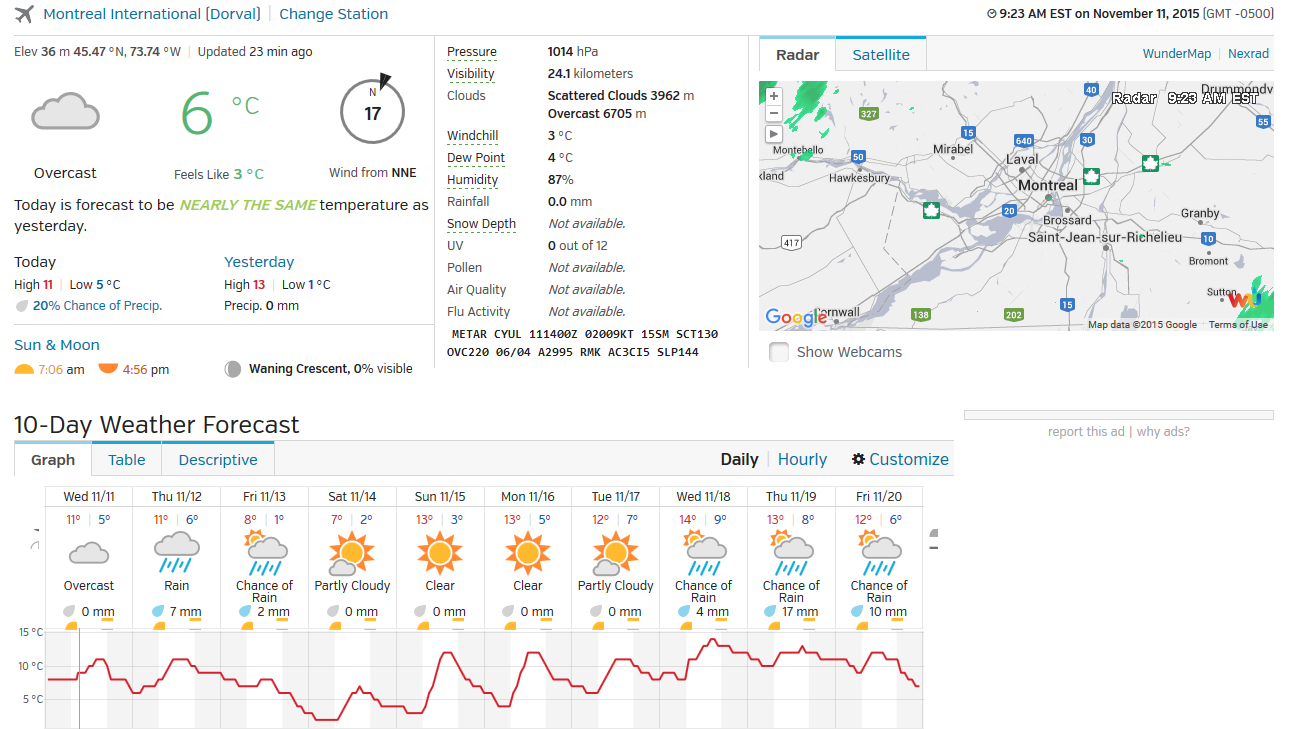 Montreal International (Dorval) | Change Station
9:23 AM EST on November 11, 2015 (GMT -0500)
Elev 36 m 45.47 °N, 73.74 °W | Updated 23 min ago
6 °C
N
17
Overcast
Feels Like 3 °C
Wind from NNE
Today is forecast to be NEARLY THE SAME temperature as
yesterday.
Today
High 11 | Low 5 °C
20% Chance of Precip.
Yesterday
High 13 | Low 1 °C
Precip. 0 mm
Sun & Moon
7:06 am
4:56 pm
Waning Crescent, 0% visible
Pressure 1014 hPa
Visibility 24.1 kilometers
Clouds Scattered Clouds 3962 m
Overcast 6705 m
Windchill 3 °C
Dew Point 4 °C
Humidity 87%
Rainfall 0.0 mm
Snow Depth Not available.
UV 0 out of 12
Pollen Not available.
Air Quality Not available.
Flu Activity Not available.
METAR CYUL 111400Z 02009KT 15SM SCT130
OVC220 06/04 A2995 RMK AC3CI5 SLP144
Radar
Satellite
WunderMap | Nexrad
+
−
40
Drummondv
Radar 9:23 AM EST
327
55
15
640
30
Montebello
50
Mirabel
Laval
kland
Hawkesbury
Montreal
20
Brossard
Granby
417
Saint-Jean-sur-Richelieu
10
Bromont
Sutton
WU
15
138
202
Google
ornwall
Map data ©2015 Google
Terms of Use
Show Webcams
10-Day Weather Forecast
report this ad | why ads?
Graph
Table
Descriptive
Daily | Hourly
Customize
Wed 11/11 Thu 11/12 Fri 11/13 Sat 11/14 Sun 11/15 Mon 11/16 Tue 11/17 Wed 11/18 Thu 11/19 Fri 11/20
11° | 5° 11° | 6° 8° | 1° 7° | 2° 13° | 3° 13° | 5° 12° | 7° 14° | 9° 13° | 8° 12° | 6°
Overcast Rain Chance of Rain Partly Cloudy Clear Clear Partly Cloudy Chance of Rain Chance of Rain Chance of Rain
0 mm 7 mm 2 mm 0 mm 0 mm 0 mm 0 mm 4 mm 17 mm 10 mm
15 °C
10 °C
5 °C